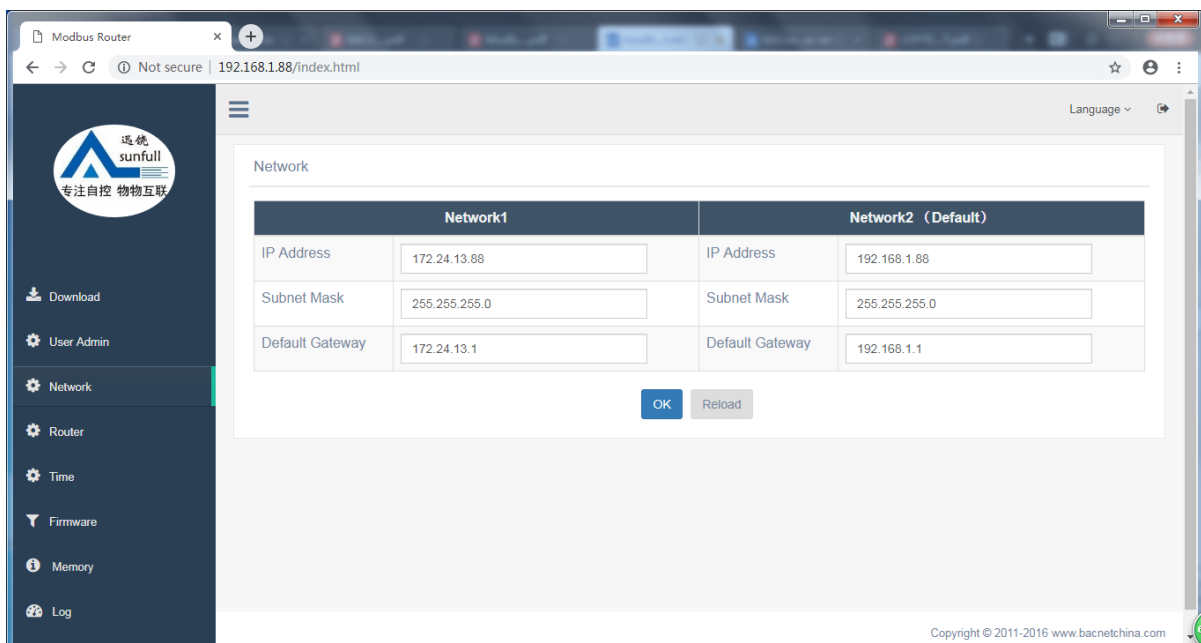 Modbus Router
Not secure | 192.168.1.88/index.html
Language
迅饶
sunfull
专注自控 物物互联
Download
User Admin
Network
Router
Time
Firmware
Memory
Log
Network
Network1 Network2 （Default）
IP Address 172.24.13.88 IP Address 192.168.1.88
Subnet Mask 255.255.255.0 Subnet Mask 255.255.255.0
Default Gateway 172.24.13.1 Default Gateway 192.168.1.1
OK Reload
Copyright © 2011-2016 www.bacnetchina.com